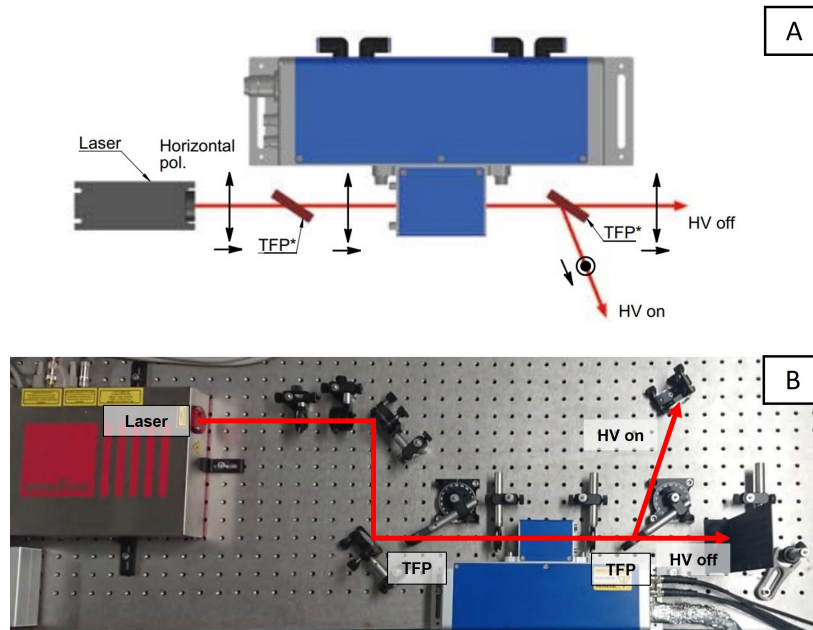 A
Laser
Horizontal
pol.
TFP*
TFP*
HV off
HV on
B
Laser
HV on
TFP
TFP
HV off